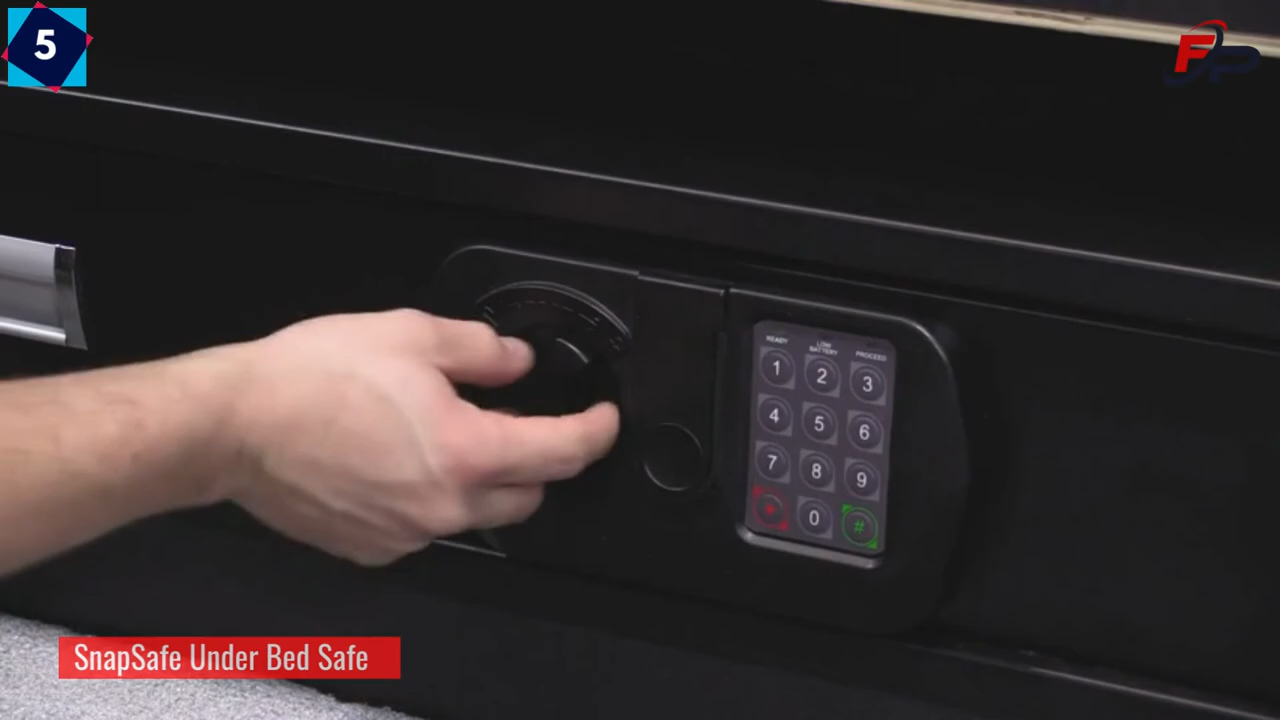 5
FP
READY LOW BATTERY PROCEED
1 2 3
4 5 6
7 8 9
* 0 #
SnapSafe Under Bed Safe